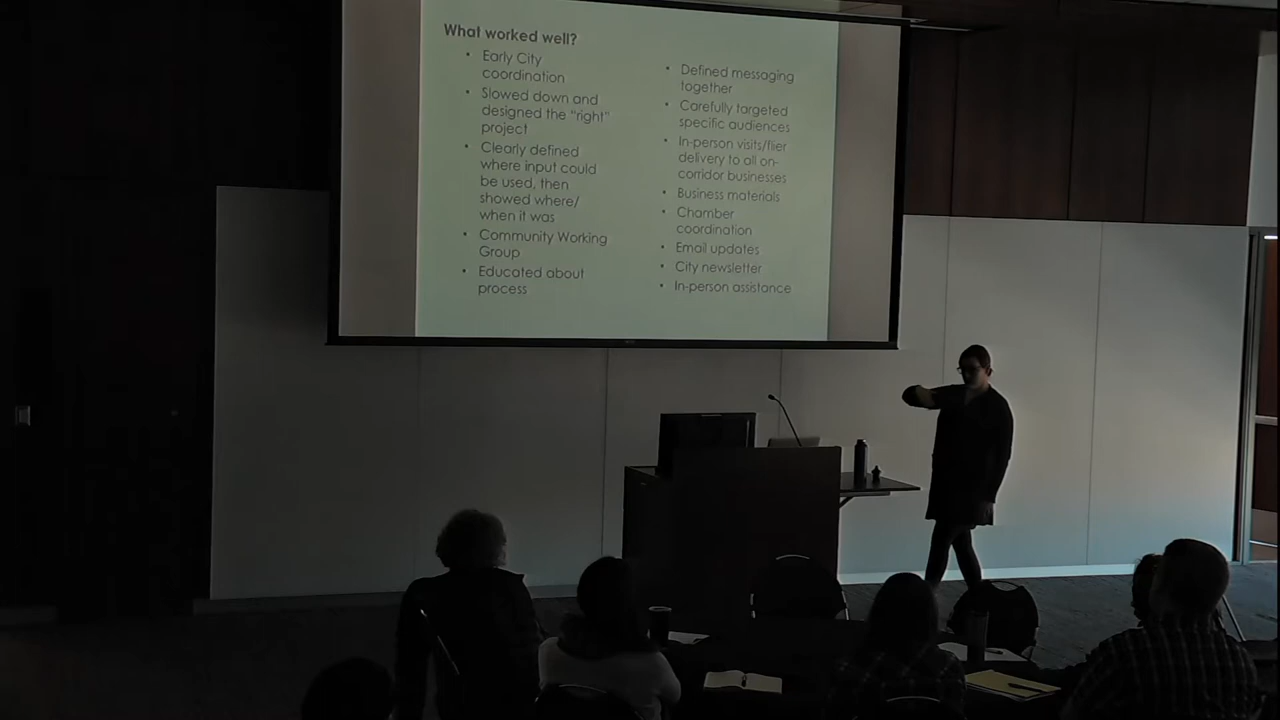 What worked well?
• Early City
coordination
• Slowed down and
designed the "right"
project
• Clearly defined
where input could
be used, then
showed where/
when it was
• Community Working
Group
• Educated about
process
• Defined messaging
together
• Carefully targeted
specific audiences
• In-person visits/flier
delivery to all on-
corridor businesses
• Business materials
• Chamber
coordination
• Email updates
• City newsletter
• In-person assistance